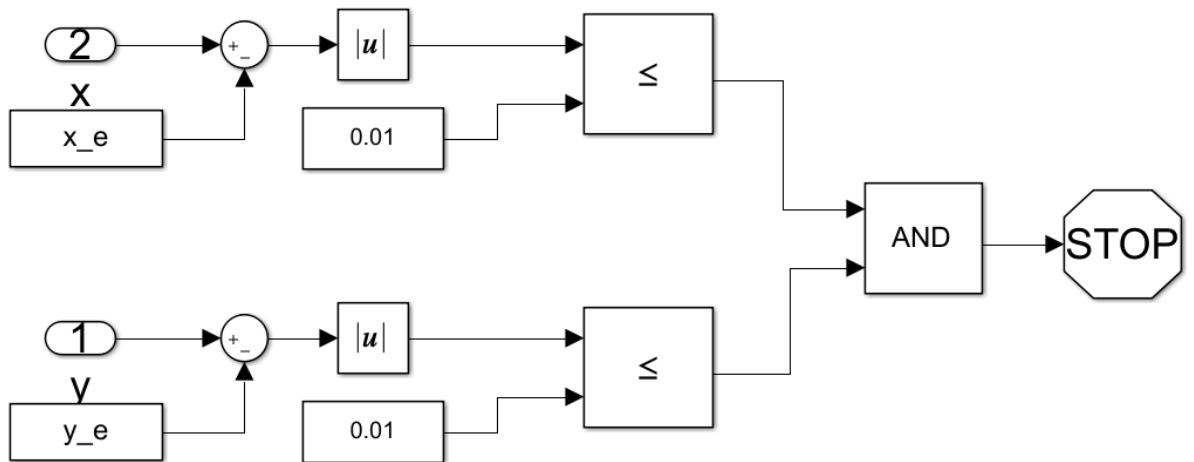 2
x
x_e
+
−
|u|
0.01
≤
AND
STOP
1
y
y_e
+
−
|u|
0.01
≤